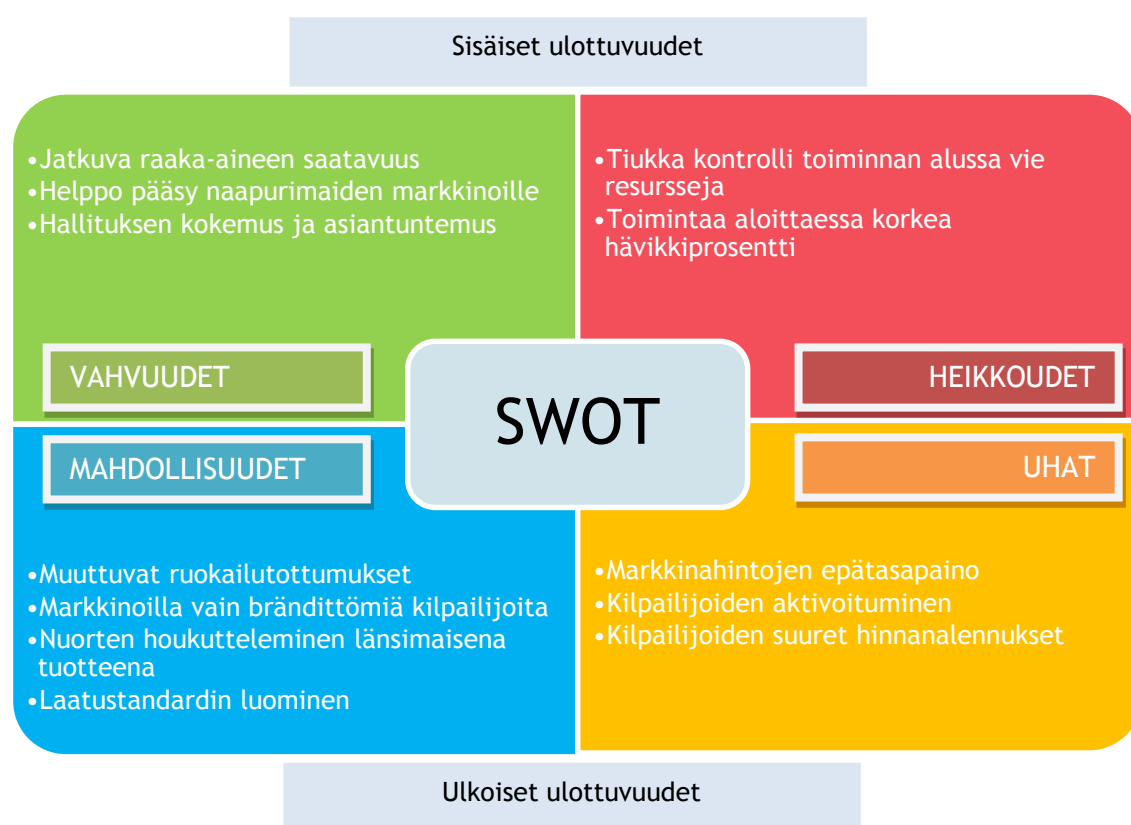 Sisäiset ulottuvuudet
•Jatkuva raaka-aineen saatavuus
•Helppo pääsy naapurimaiden markkinoille
•Hallituksen kokemus ja asiantuntemus
VAHVUUDET
•Tiukka kontrolli toiminnan alussa vie
resursseja
•Toimintaa aloittaessa korkea
hävikkiprosentti
HEIKKOUDET
SWOT
MAHDOLLISUUDET
•Muuttuvat ruokailutottumukset
•Markkinoilla vain brändittömiä kilpailijoita
•Nuorten houkutteleminen länsimaisena
tuotteena
•Laatustandardin luominen
UHAT
•Markkinahintojen epätasapaino
•Kilpailijoiden aktivoituminen
•Kilpailijoiden suuret hinnanalennukset
Ulkoiset ulottuvuudet